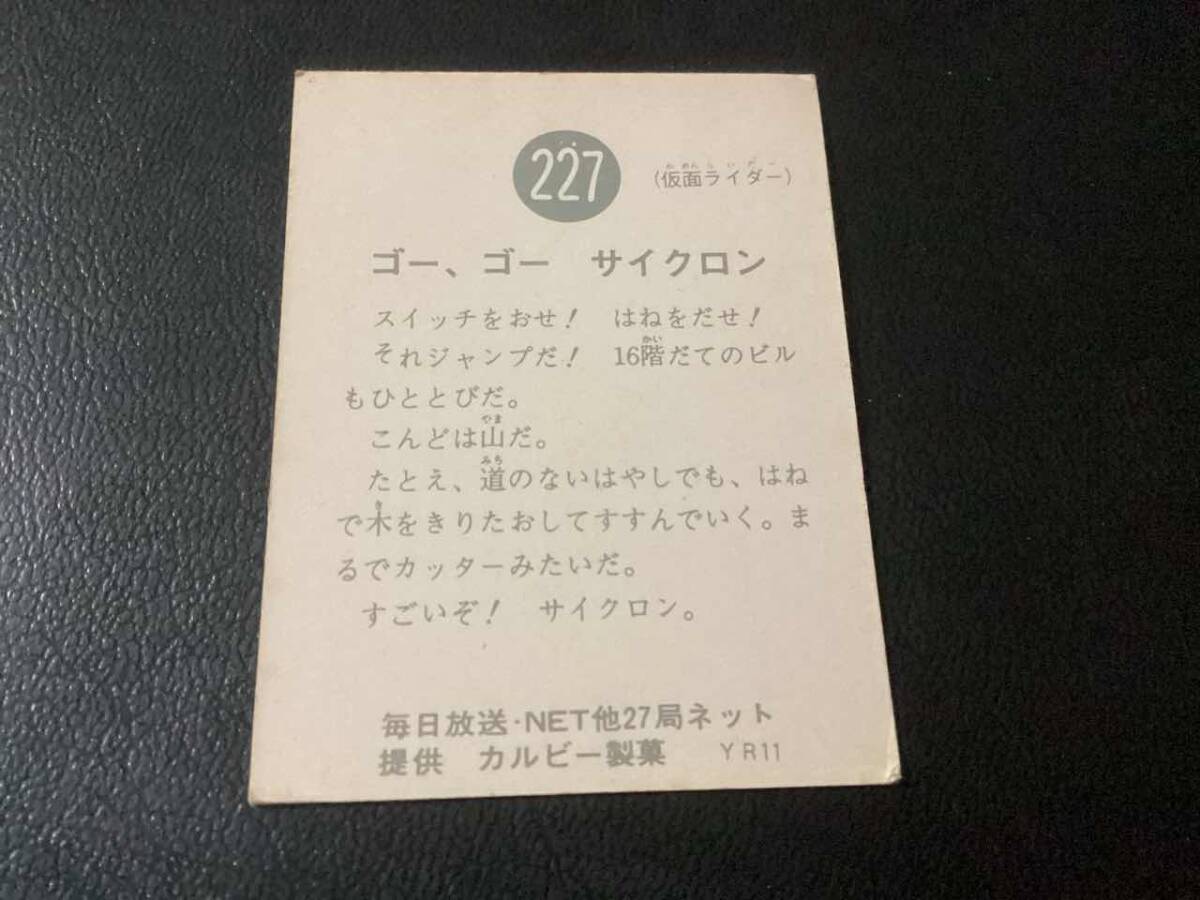 227
(仮面ライダー)
ゴー、ゴー　サイクロン
スイッチをおせ！　はねをだせ！
それジャンプだ！　16階だてのビル
もひととびだ。
こんどは山だ。
たとえ、道のないはやしでも、はね
で木をきりたおしてすすんでいく。ま
るでカッターみたいだ。
すごいぞ！　サイクロン。
毎日放送・NET他27局ネット
提供　カルビー製菓　YR11